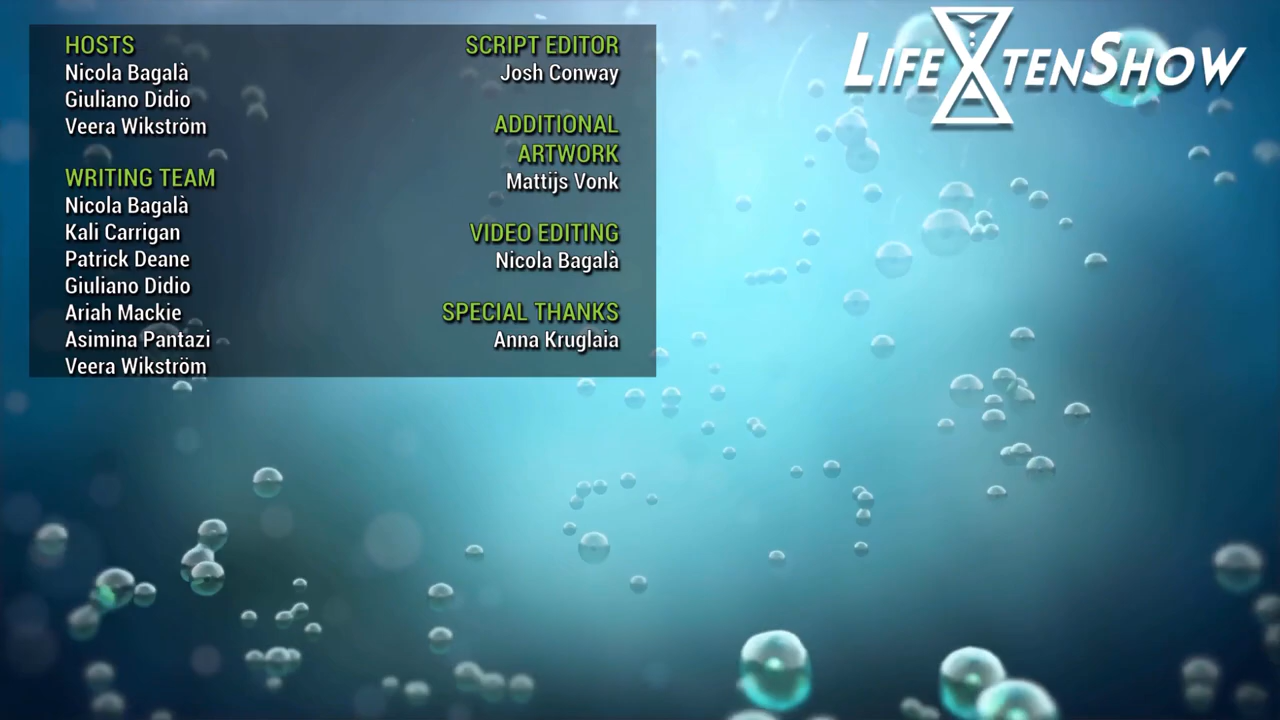 HOSTS
Nicola Bagalà
Giuliano Didio
Veera Wikström
WRITING TEAM
Nicola Bagalà
Kali Carrigan
Patrick Deane
Giuliano Didio
Ariah Mackie
Asimina Pantazi
Veera Wikström
SCRIPT EDITOR
Josh Conway
ADDITIONAL
ARTWORK
Mattijs Vonk
VIDEO EDITING
Nicola Bagalà
SPECIAL THANKS
Anna Kruglaia
LIFEXTENSHOW